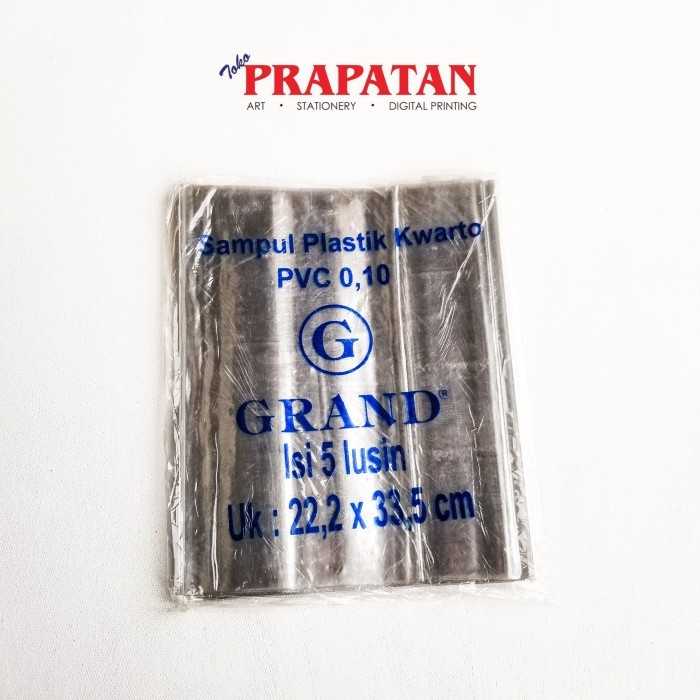 Toko
PRAPATAN
ART • STATIONERY • DIGITAL PRINTING
Sampul Plastik Kwarto
PVC 0,10
G
GRAND®
Isi 5 lusin
Uk : 22,2 x 33,5 cm